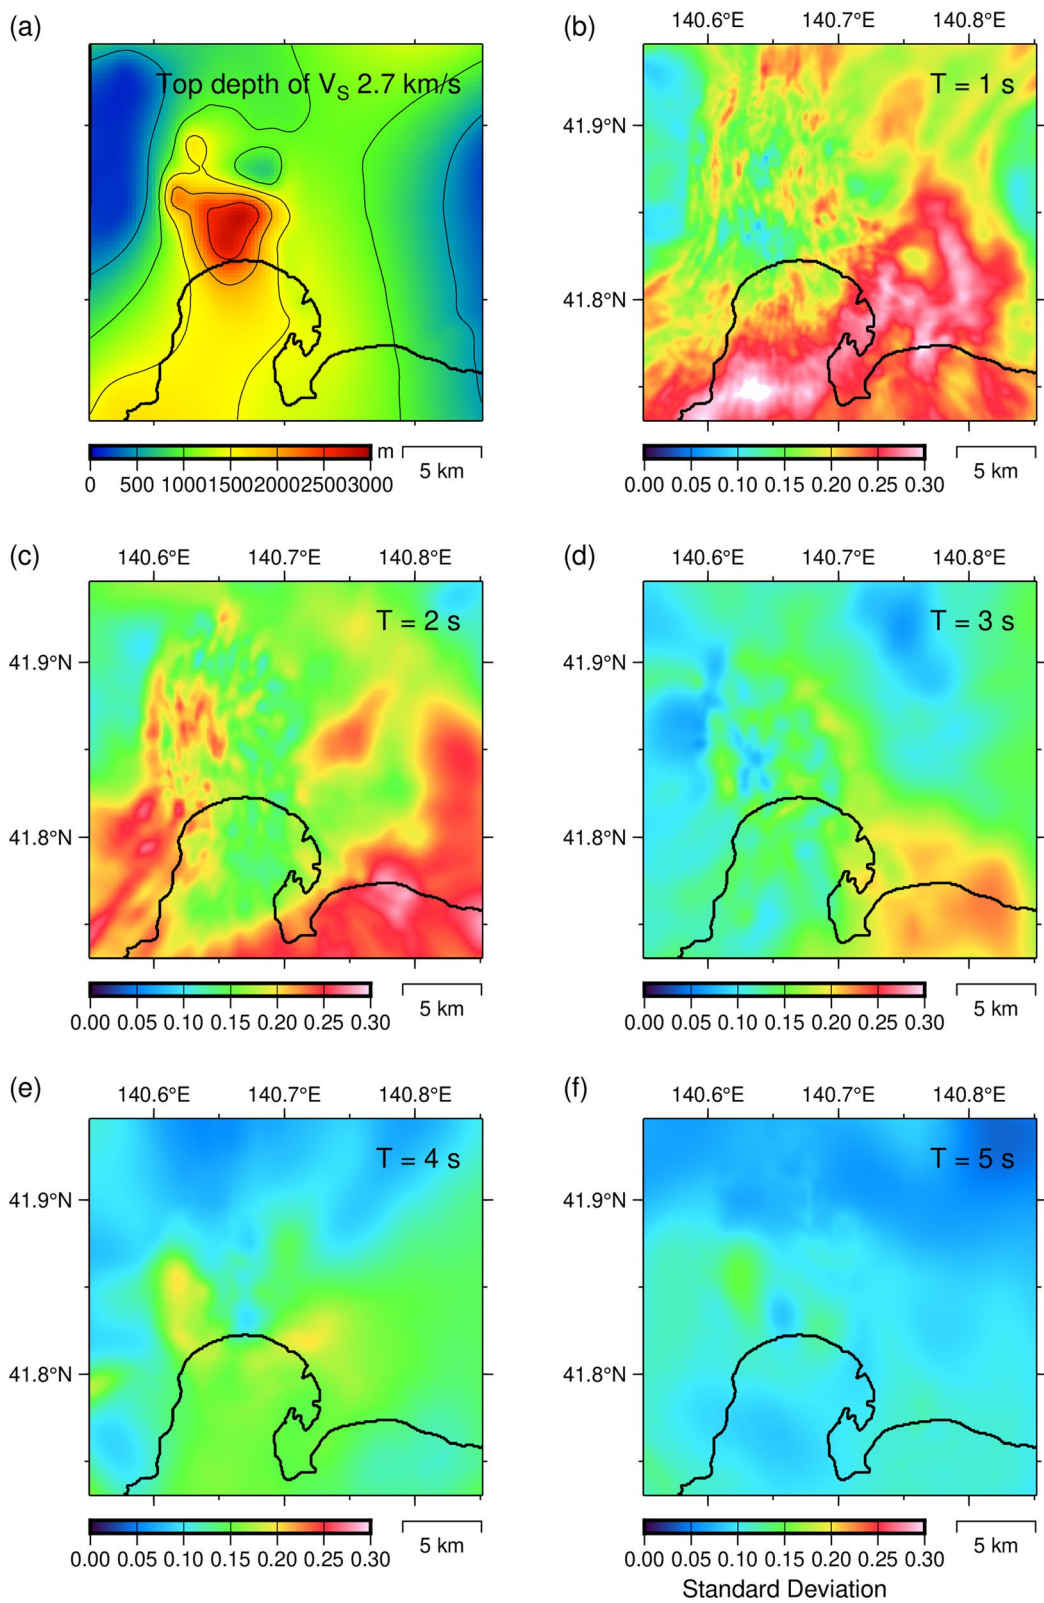 (a)
Top depth of VS 2.7 km/s
0 500 1000 1500 2000 2500 3000 m
5 km
(b)
140.6°E 140.7°E 140.8°E
T = 1 s
41.9°N
41.8°N
0.00 0.05 0.10 0.15 0.20 0.25 0.30
5 km
(c)
140.6°E 140.7°E 140.8°E
T = 2 s
41.9°N
41.8°N
0.00 0.05 0.10 0.15 0.20 0.25 0.30
5 km
(d)
140.6°E 140.7°E 140.8°E
T = 3 s
41.9°N
41.8°N
0.00 0.05 0.10 0.15 0.20 0.25 0.30
5 km
(e)
140.6°E 140.7°E 140.8°E
T = 4 s
41.9°N
41.8°N
0.00 0.05 0.10 0.15 0.20 0.25 0.30
5 km
(f)
140.6°E 140.7°E 140.8°E
T = 5 s
41.9°N
41.8°N
0.00 0.05 0.10 0.15 0.20 0.25 0.30
5 km
Standard Deviation